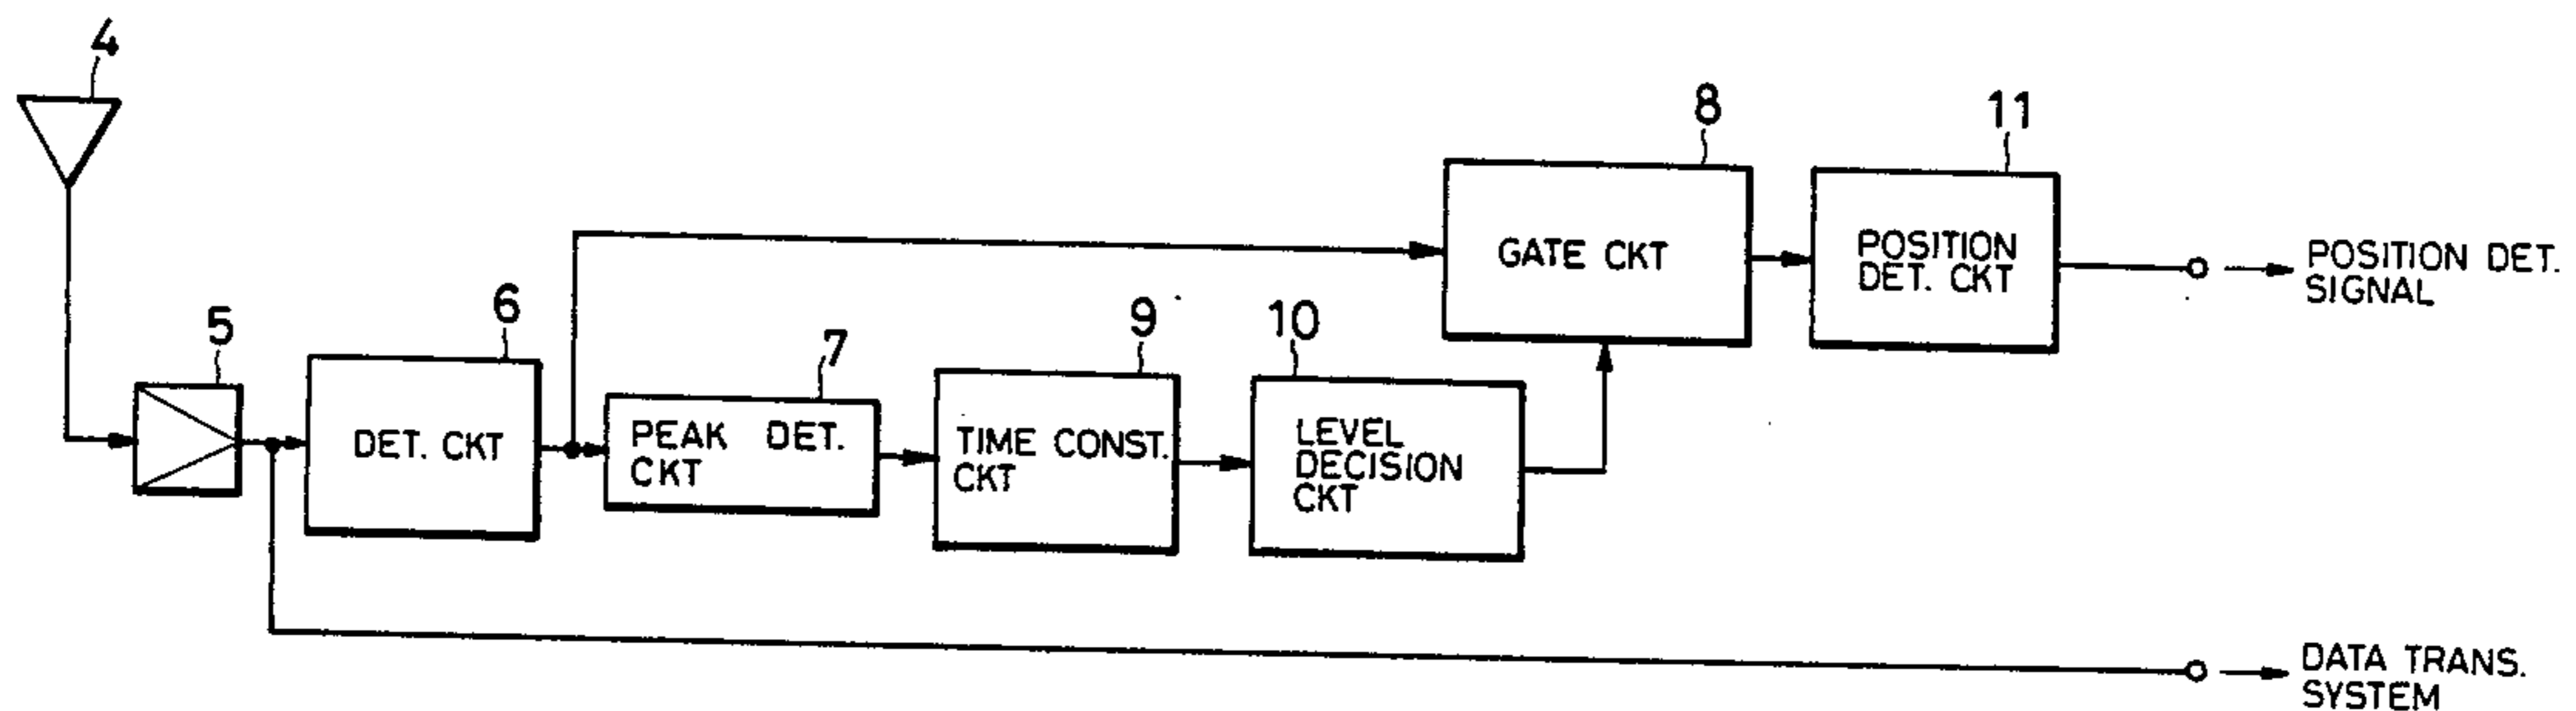 4
5
6
DET. CKT
7
PEAK DET.
CKT
9
TIME CONST.
CKT
10
LEVEL
DECISION
CKT
8
GATE CKT
11
POSITION
DET. CKT
POSITION DET.
SIGNAL
DATA TRANS.
SYSTEM